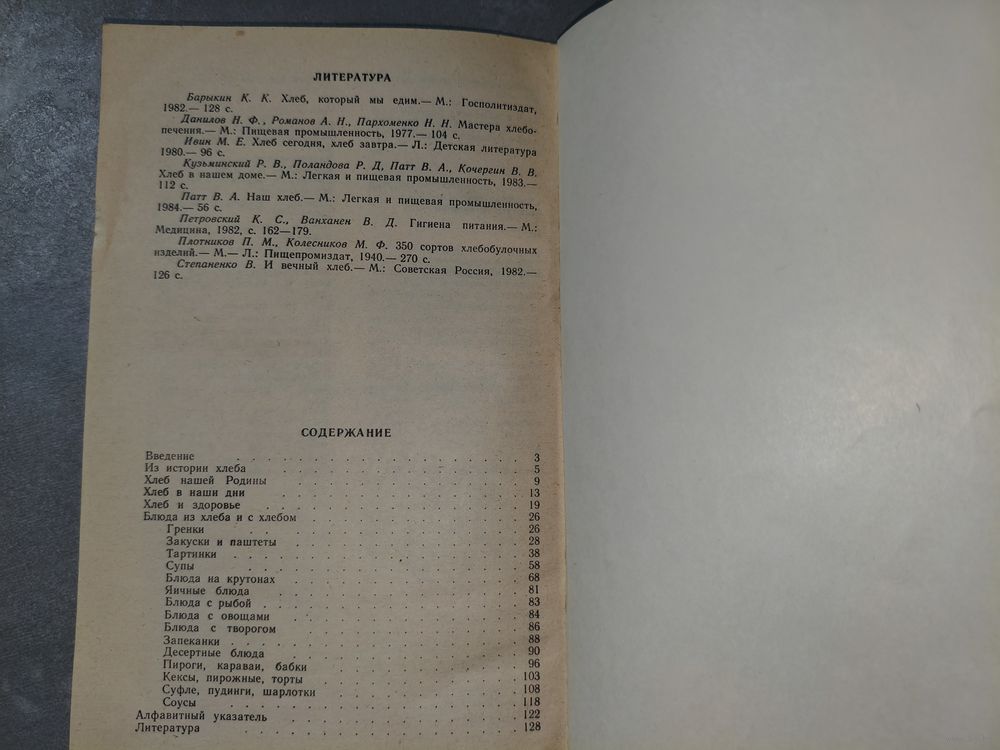 ЛИТЕРАТУРА
Барыкин К. К. Хлеб, который мы едим.— М.: Госполитиздат,
1982.— 128 с.
Данилов Н. Ф., Романов А. Н., Пархоменко Н. Н. Мастера хлебо-
печения.— М.: Пищевая промышленность, 1977.— 104 с.
Ивин М. Е. Хлеб сегодня, хлеб завтра.— Л.: Детская литература
1980.— 96 с.
Кузьминский Р. В., Поландова Р. Д, Патт В. А., Кочергин В. В.
Хлеб в нашем доме.— М.: Легкая и пищевая промышленность, 1983.—
112 с.
Патт В. А. Наш хлеб.— М.: Легкая и пищевая промышленность,
1984.— 56 с.
Петровский К. С., Ванханен В. Д. Гигиена питания.— М.:
Медицина, 1982, с. 162—179.
Плотников П. М., Колесников М. Ф. 350 сортов хлебобулочных
изделий.— М.— Л.: Пищепромиздат, 1940.— 270 с.
Степаненко В. И вечный хлеб.— М.: Советская Россия, 1982.—
126 с.
СОДЕРЖАНИЕ
Введение 3
Из истории хлеба 5
Хлеб нашей Родины 9
Хлеб в наши дни 13
Хлеб и здоровье 19
Блюда из хлеба и с хлебом 26
Гренки 26
Закуски и паштеты 28
Тартинки 38
Супы 58
Блюда на крутонах 68
Яичные блюда 81
Блюда с рыбой 83
Блюда с овощами 84
Блюда с творогом 86
Запеканки 88
Десертные блюда 90
Пироги, караваи, бабки 96
Кексы, пирожные, торты 103
Суфле, пудинги, шарлотки 108
Соусы 118
Алфавитный указатель 122
Литература 128